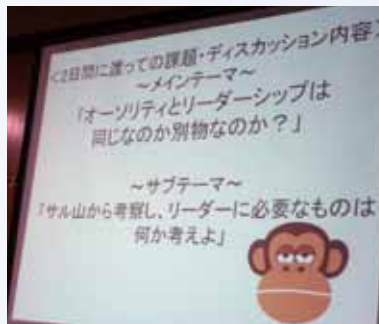 <2日間に渡っての課題・ディスカッション内容>
～メインテーマ～
「オーソリティとリーダーシップは
同じなのか別物なのか？」
～サブテーマ～
「サル山から考察し、リーダーに必要なものは
何か考えよ」